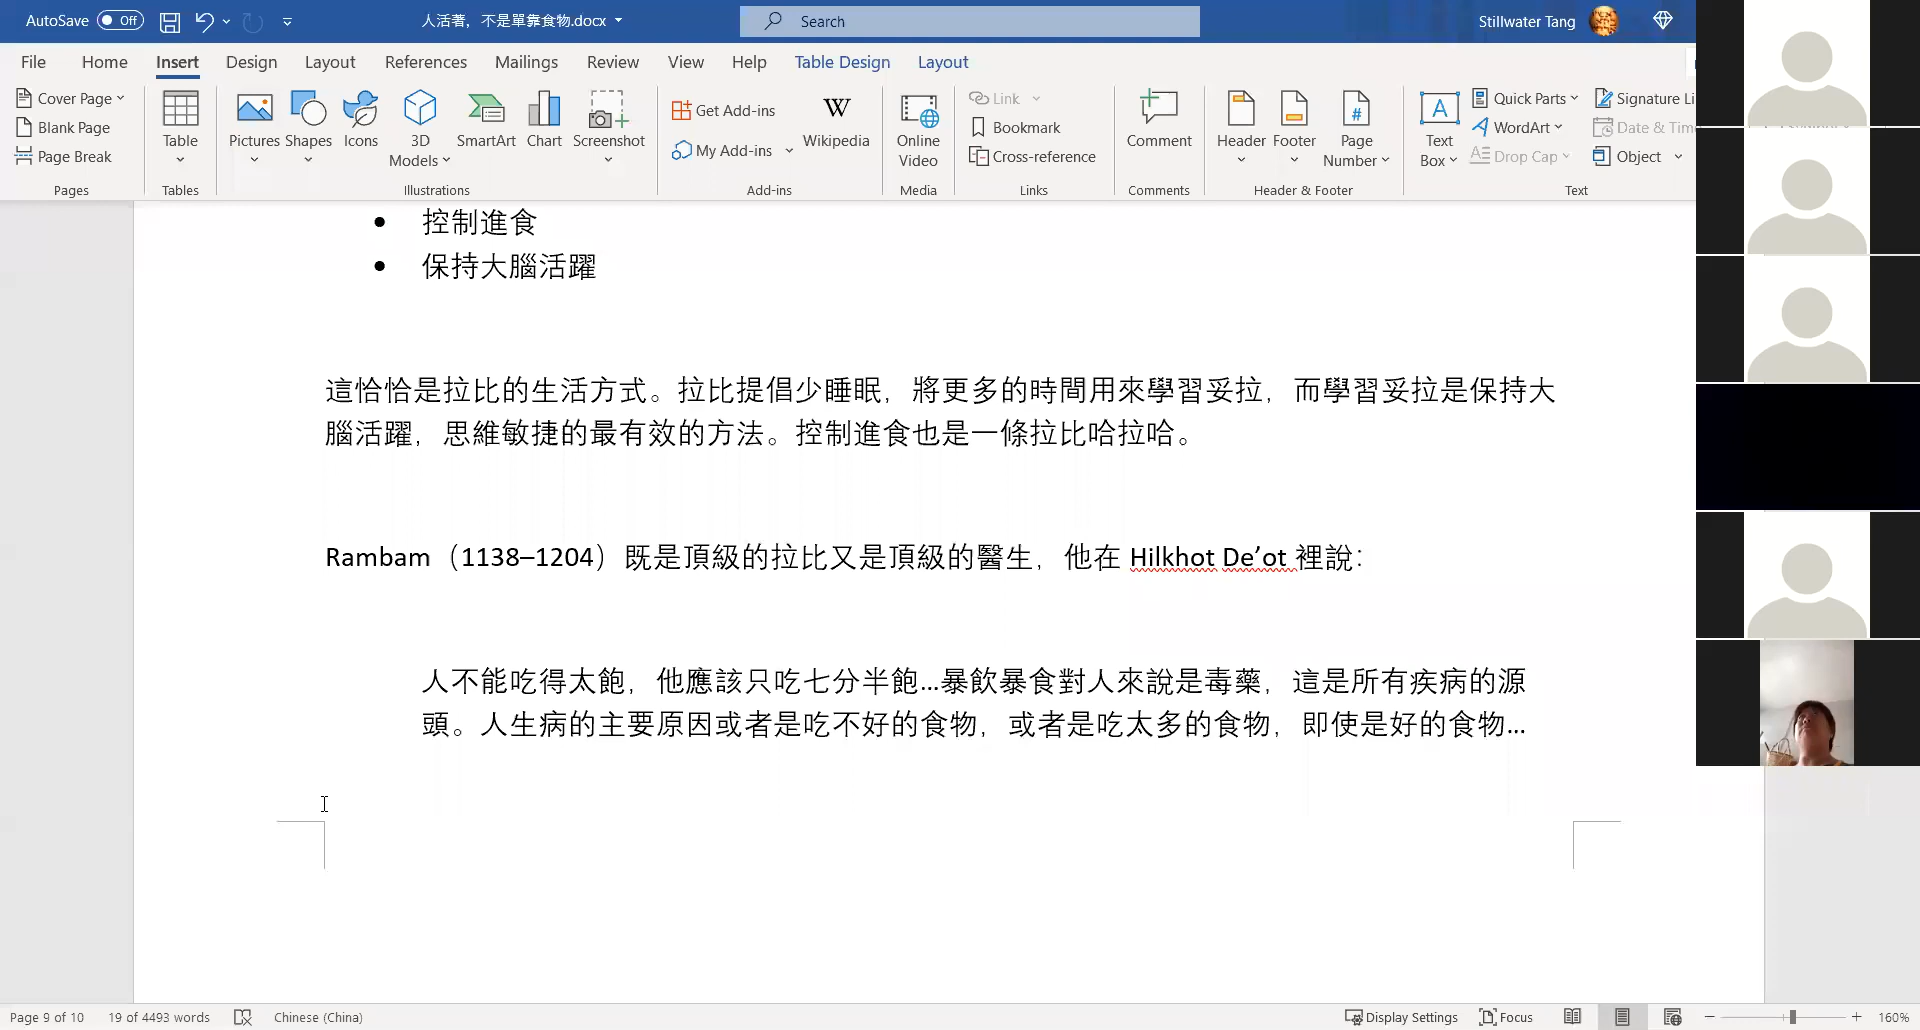 AutoSave Off 人活著，不是單靠食物.docx Search Stillwater Tang
File Home Insert Design Layout References Mailings Review View Help Table Design Layout
Cover Page
Blank Page
Page Break
Pages
Table
Tables
Pictures Shapes Icons 3D Models SmartArt Chart Screenshot
Illustrations
Get Add-ins
My Add-ins
Wikipedia
Add-ins
Online Video
Media
Link
Bookmark
Cross-reference
Links
Comment
Comments
Header Footer Page Number
Header & Footer
Text Box
Quick Parts
WordArt
Drop Cap
Signature Li
Date & Tim
Object
Text
• 控制進食
• 保持大腦活躍
這恰恰是拉比的生活方式。拉比提倡少睡眠，將更多的時間用來學習妥拉，而學習妥拉是保持大
腦活躍，思維敏捷的最有效的方法。控制進食也是一條拉比哈拉哈。
Rambam（1138–1204）既是頂級的拉比又是頂級的醫生，他在 Hilkhot De’ot 裡說：
人不能吃得太飽，他應該只吃七分半飽…暴飲暴食對人來說是毒藥，這是所有疾病的源
頭。人生病的主要原因或者是吃不好的食物，或者是吃太多的食物，即使是好的食物…
Page 9 of 10 19 of 4493 words Chinese (China) Display Settings Focus 160%